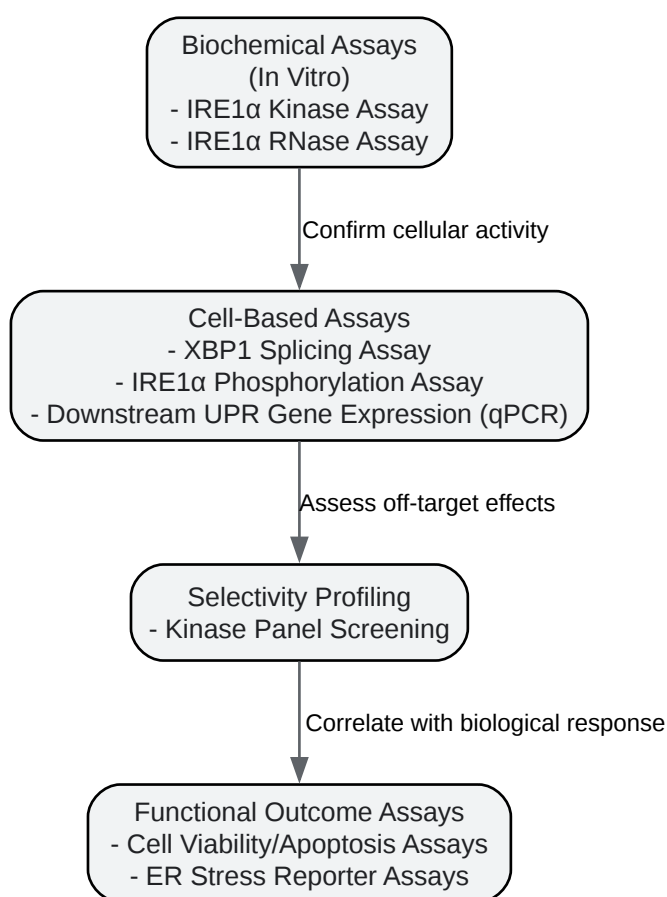 Biochemical Assays
(In Vitro)
- IRE1α Kinase Assay
- IRE1α RNase Assay
Confirm cellular activity
Cell-Based Assays
- XBP1 Splicing Assay
- IRE1α Phosphorylation Assay
- Downstream UPR Gene Expression (qPCR)
Assess off-target effects
Selectivity Profiling
- Kinase Panel Screening
Correlate with biological response
Functional Outcome Assays
- Cell Viability/Apoptosis Assays
- ER Stress Reporter Assays